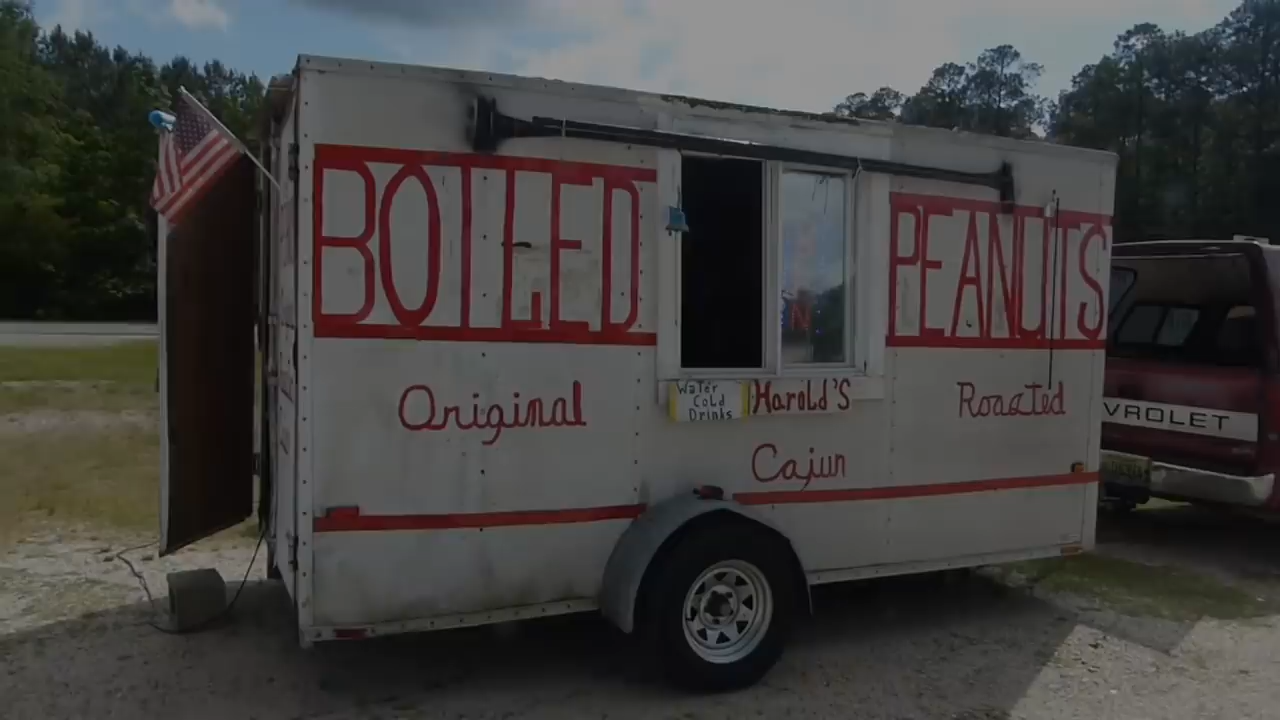 BOILED PEANUTS
Original
WaTer
Cold
Drinks
Harold's
Roasted
Cajun
VROLET